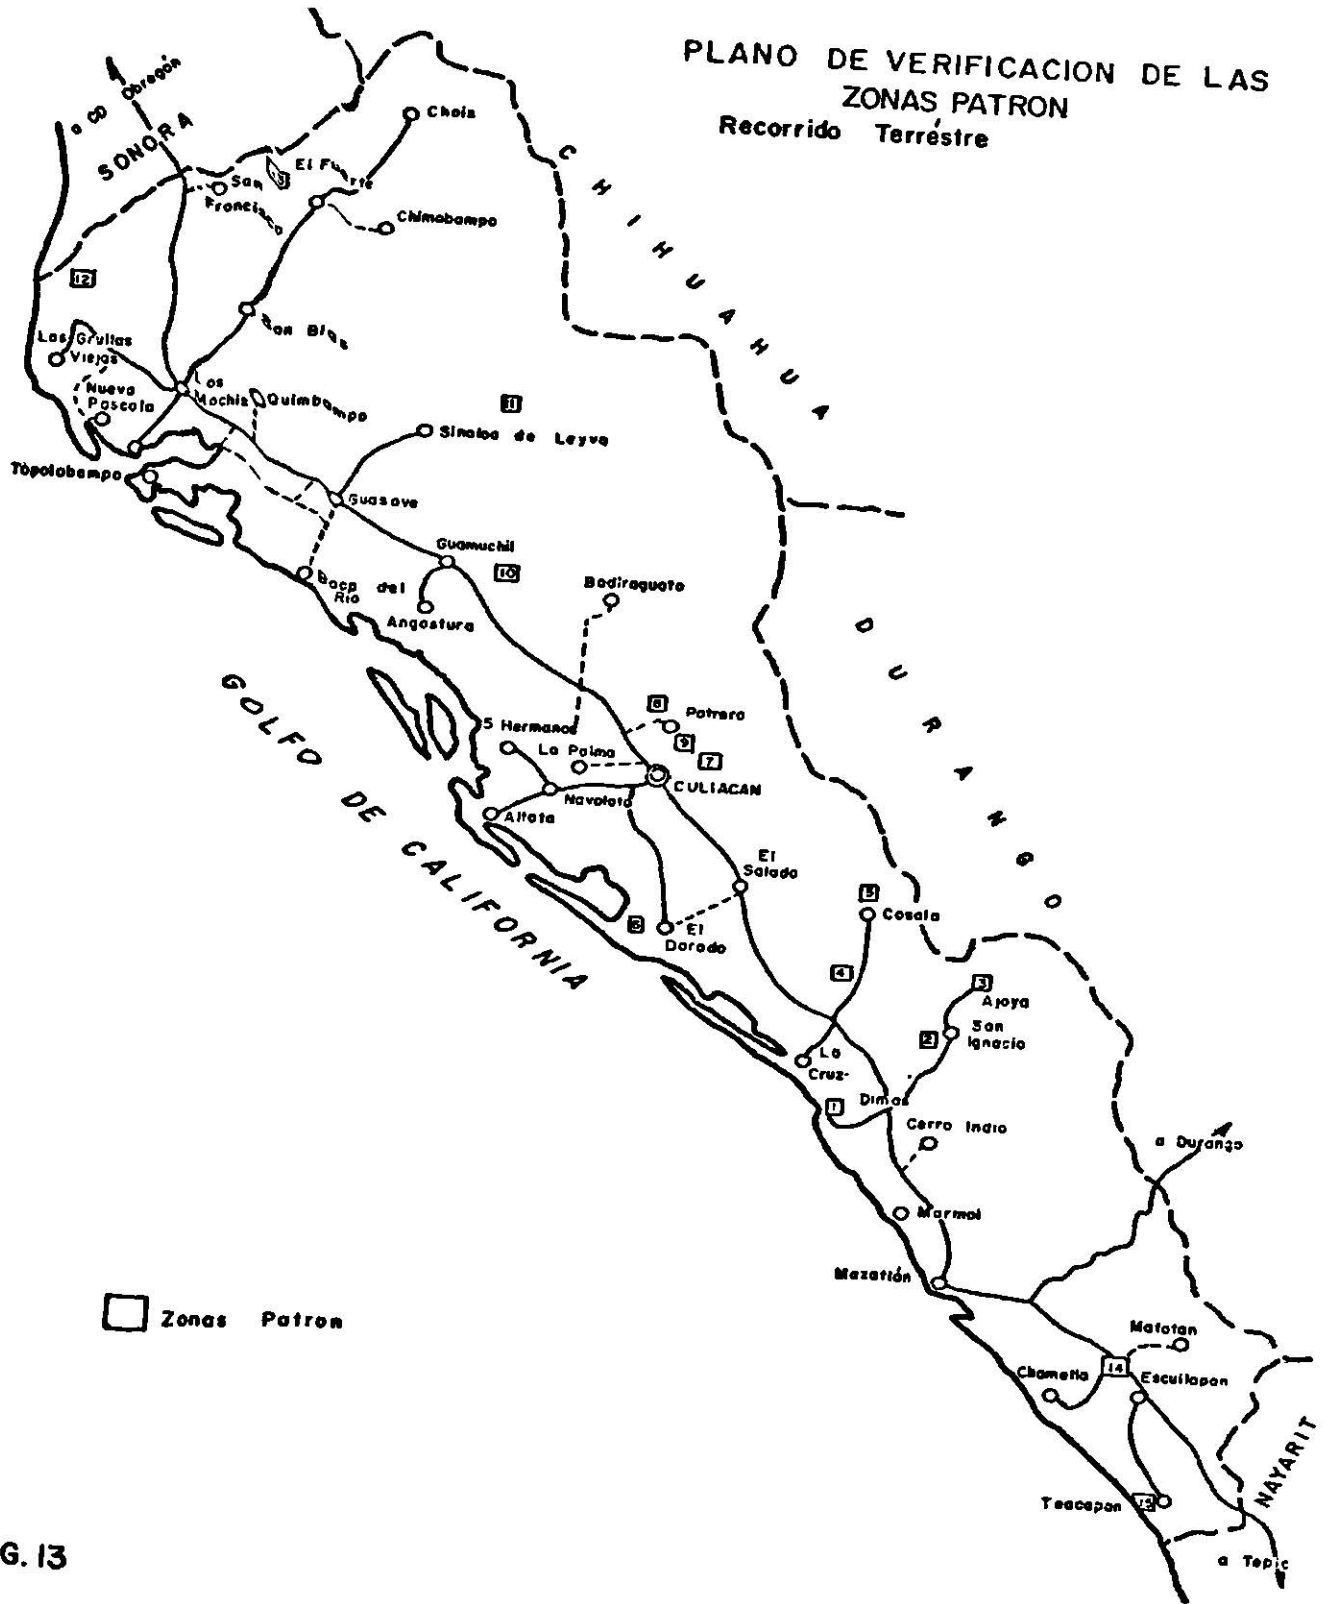 PLANO DE VERIFICACION DE LAS
ZONAS PATRON
Recorrido Terréstre
a CD Obregón
SONORA
Choix
13
El Fuerte
San
Francisco
Chimobampo
CHIHUAHUA
12
San Blas
Las Grullas
Viejas
Nueva
Pascola
Los
Mochis
Quimbampo
11
Sinaloa de Leyva
Topolobampo
Guasave
Guamuchil
10
Boca del
Rio
Angostura
Badiraguato
DURANGO
GOLFO DE CALIFORNIA
8
Potrero
9
7
5 Hermanos
La Palma
CULIACAN
Navolato
Altata
El
Salado
5
Cosala
6
El
Dorado
4
3
Ajoya
2
San
Ignacio
La
Cruz
1
Dimas
Cerro Indio
a Durango
Marmol
Mazatlán
Zonas Patron
Matatan
14
Chametla
Escuilapan
NAYARIT
Teacapan
15
a Tepic
G. 13